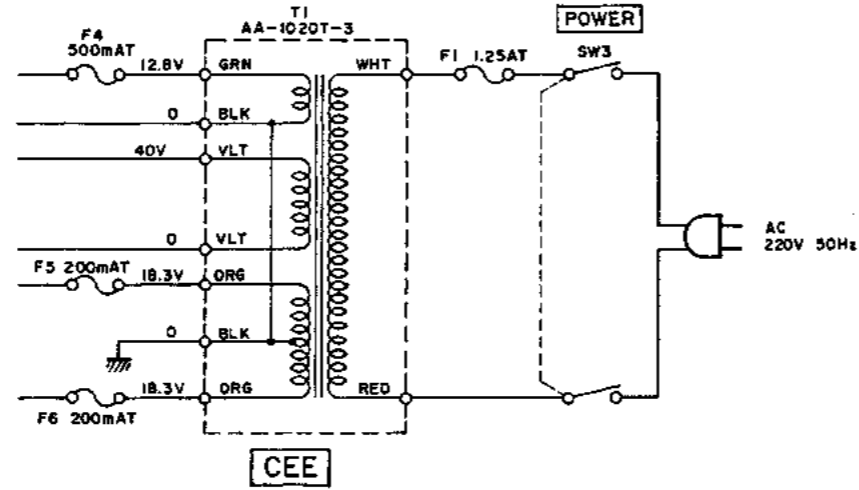 T1
AA-1020T-3
POWER
F4
500mAT
12.8V
GRN
WHT
F1 1.25AT
SW3
0
BLK
40V
VLT
0
VLT
AC
220V 50Hz
F5 200mAT
18.3V
ORG
0
BLK
18.3V
ORG
RED
F6 200mAT
CEE